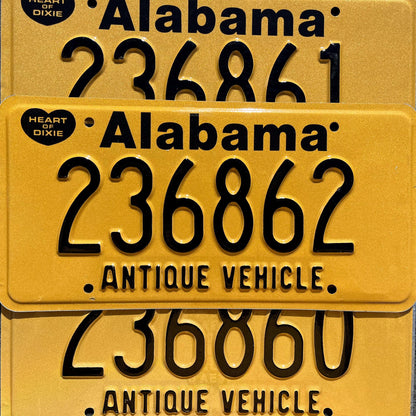 HEART
OF
DIXIE
Alabama
236861
HEART
OF
DIXIE
Alabama
236862
ANTIQUE VEHICLE
236860
ANTIQUE VEHICLE